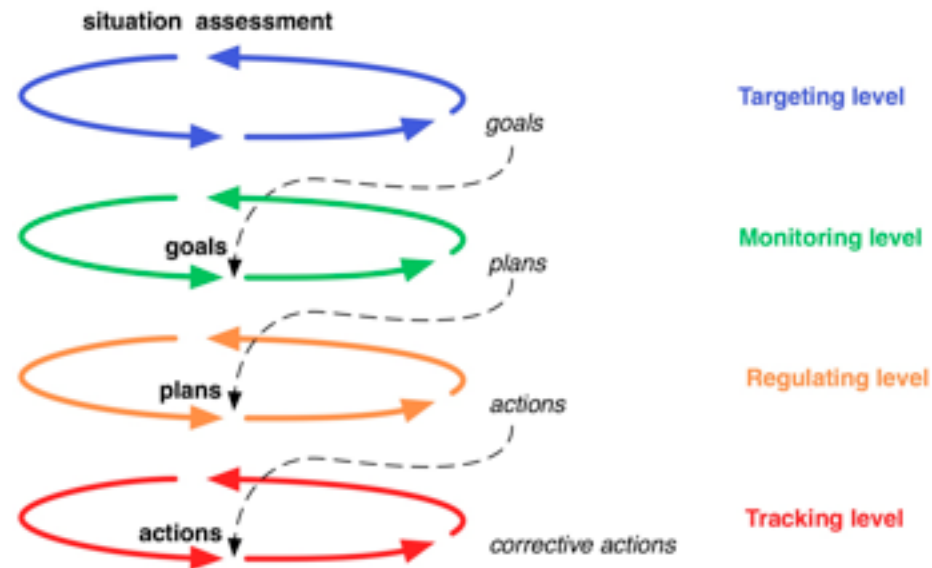 situation assessment
Targeting level
goals
Monitoring level
goals
plans
Regulating level
plans
actions
Tracking level
actions
corrective actions